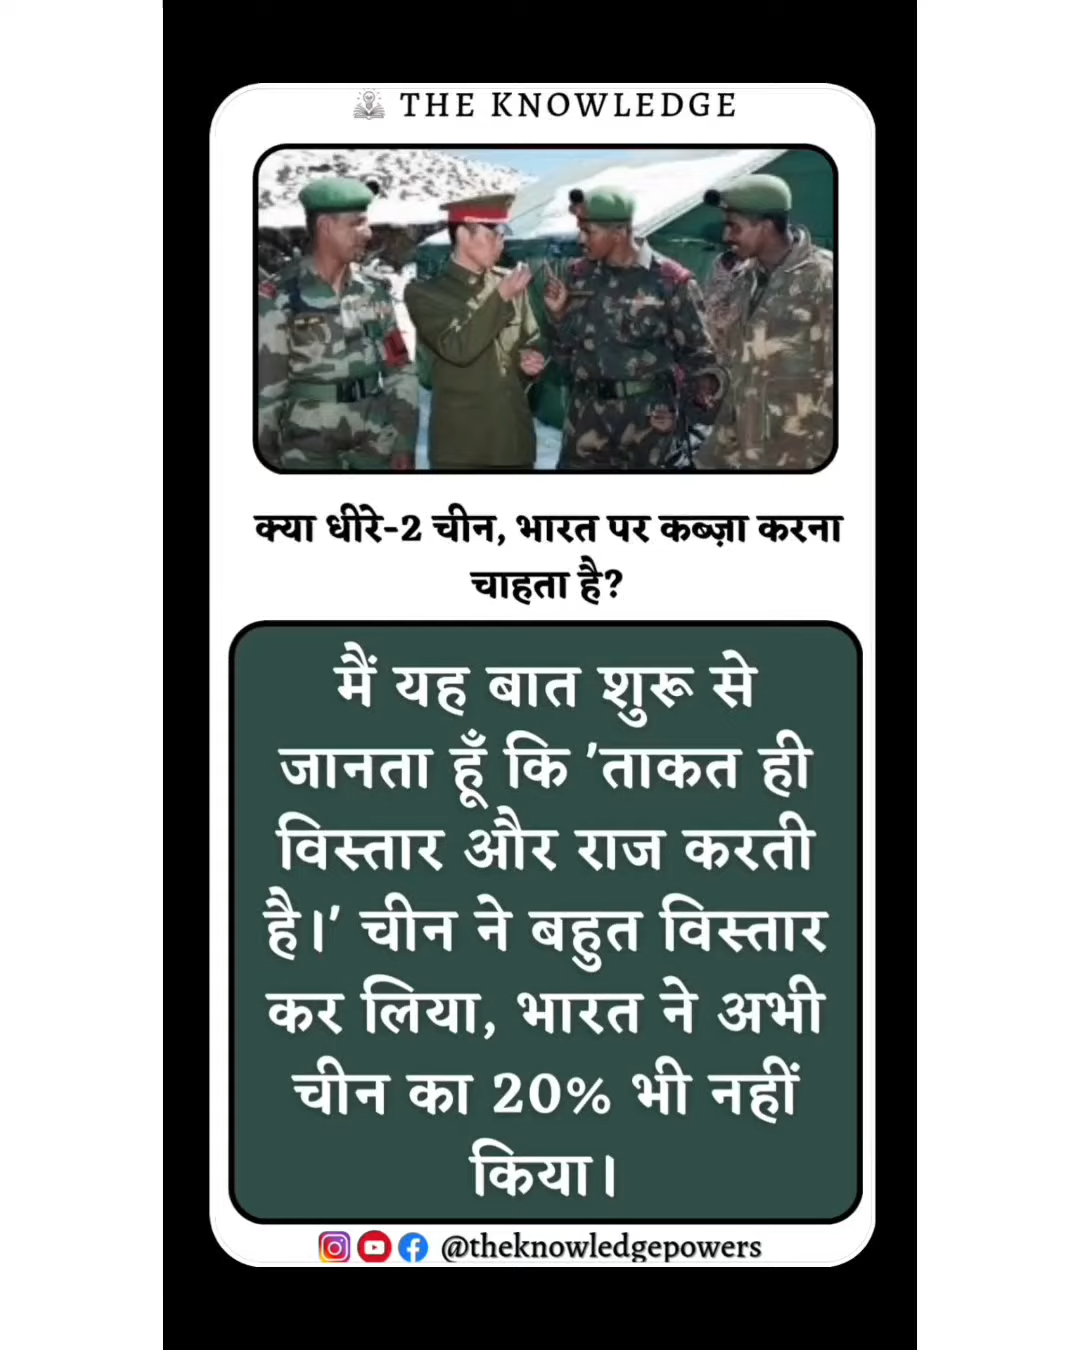 THE KNOWLEDGE
क्या धीरे-2 चीन, भारत पर कब्ज़ा करना
चाहता है?
मैं यह बात शुरू से
जानता हूँ कि 'ताकत ही
विस्तार और राज करती
है।' चीन ने बहुत विस्तार
कर लिया, भारत ने अभी
चीन का 20% भी नहीं
किया।
@theknowledgepowers